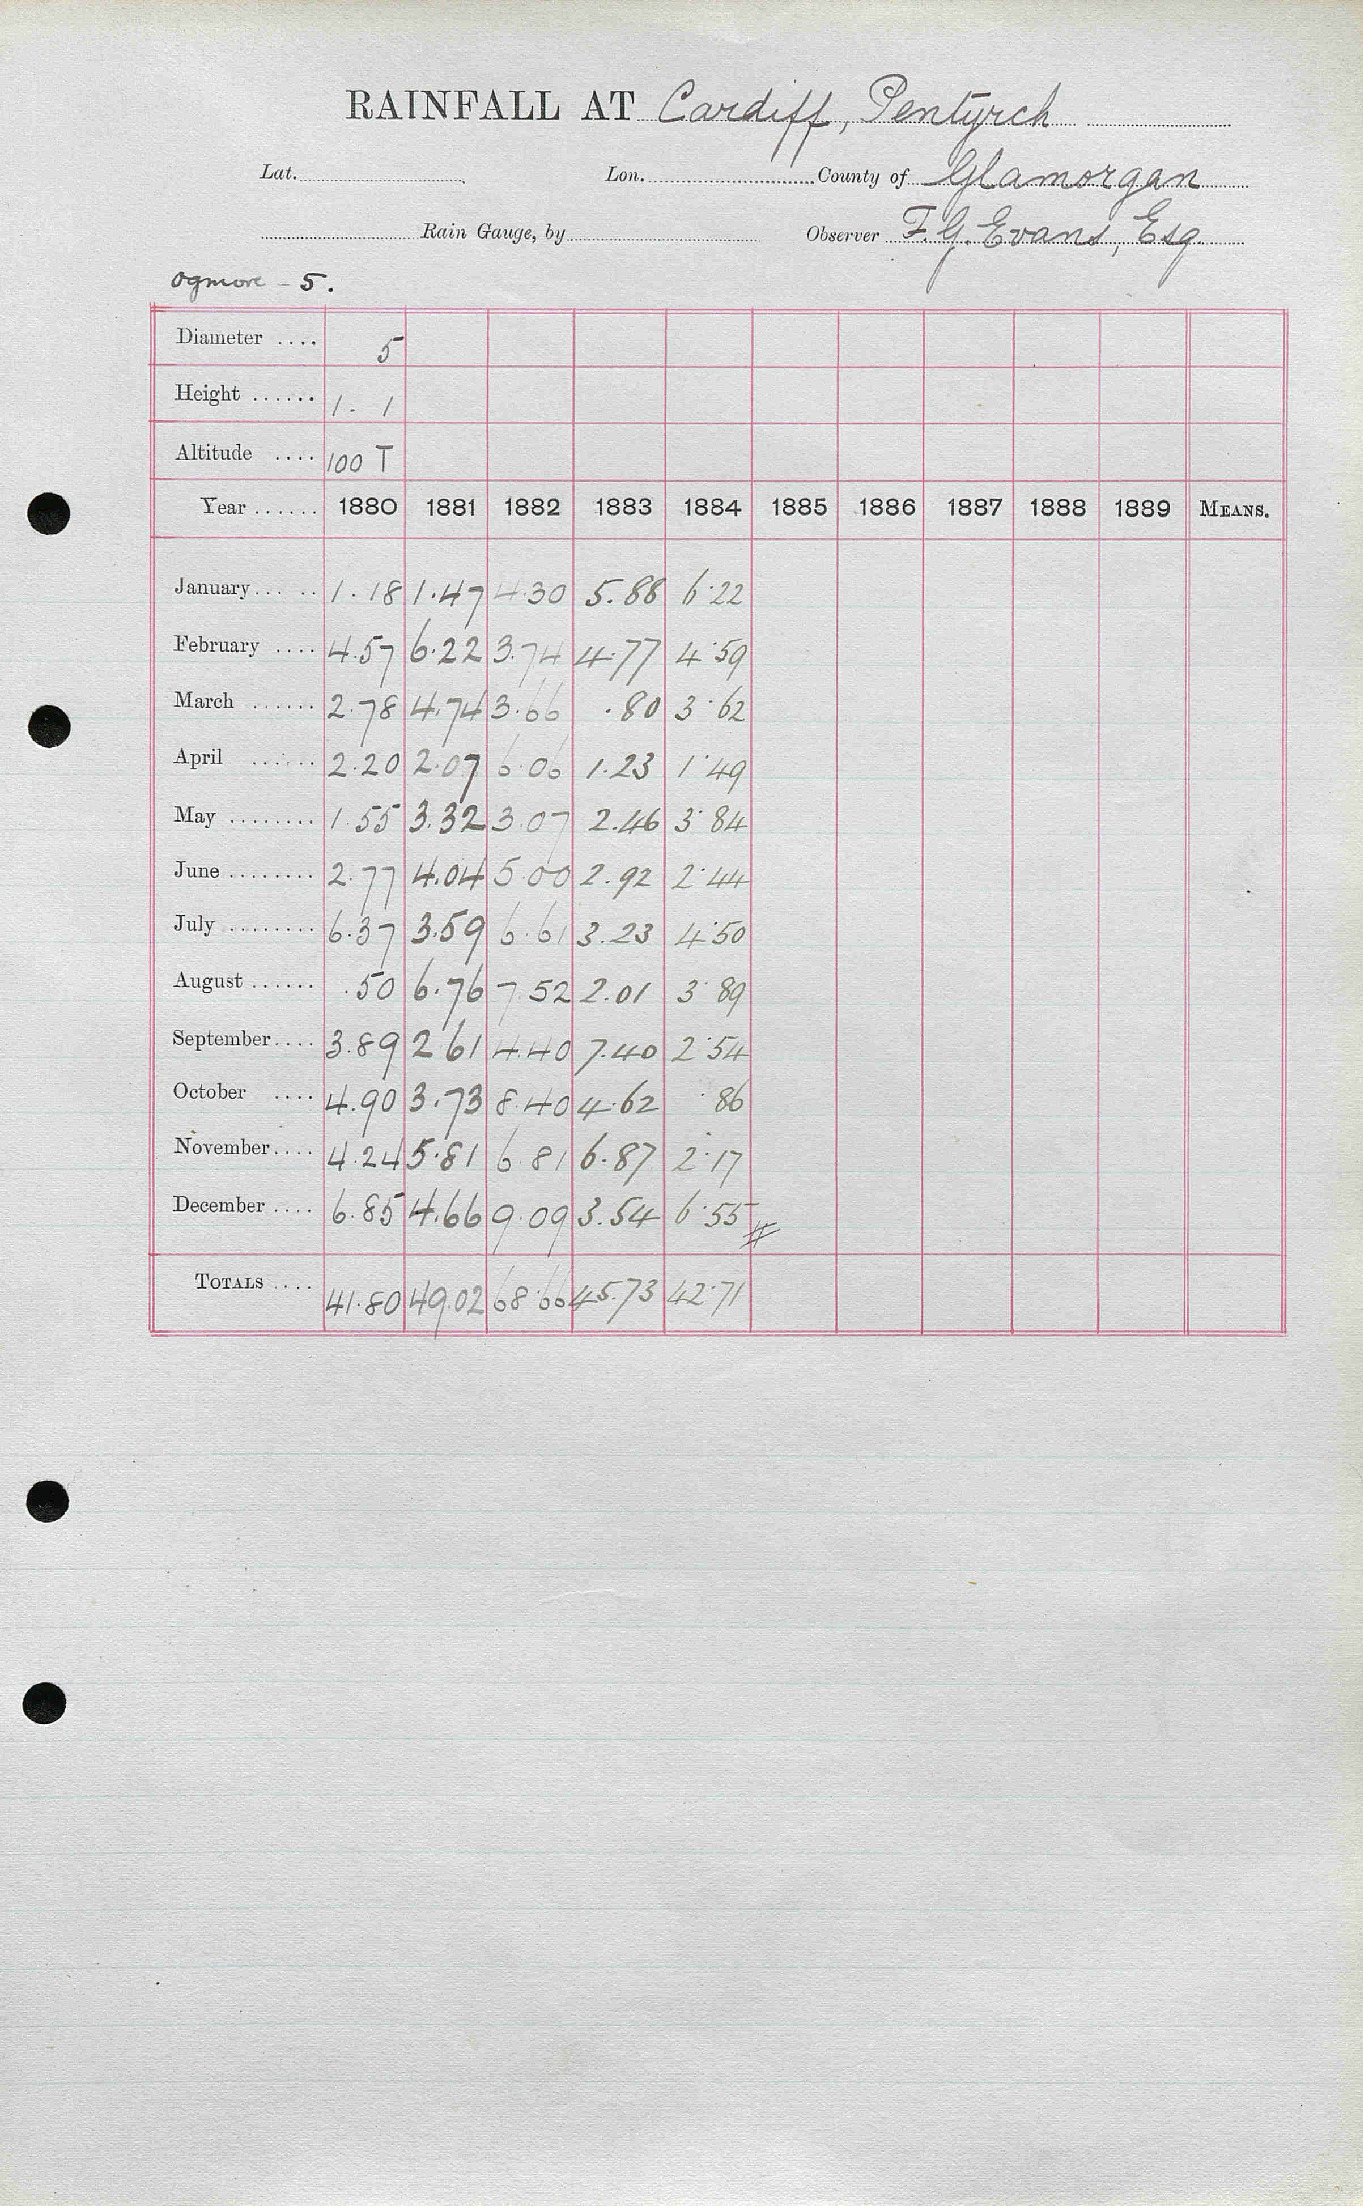 RAINFALL AT Cardiff, Pentyrch
Lat. Lon. County of Glamorgan
Rain Gauge, by Observer F.G. Evans, Esq
Ogmore - 5.
Diameter .... 5
Height ...... 1. 1
Altitude .... 100 T
Year ...... 1880 1881 1882 1883 1884 1885 1886 1887 1888 1889 MEANS.
January...... 1.18 1.47 4.30 5.88 6.22
February .... 4.57 6.22 3.74 4.77 4.59
March ...... 2.78 4.74 3.66 .80 3.62
April ...... 2.20 2.07 6.06 1.23 1.49
May ........ 1.55 3.32 3.07 2.46 3.84
June ........ 2.77 4.04 5.00 2.92 2.44
July ......... 6.37 3.59 6.61 3.23 4.50
August ...... .50 6.76 7.52 2.01 3.89
September.... 3.89 2.61 4.40 7.40 2.54
October .... 4.90 3.73 8.40 4.62 .86
November.... 4.24 5.81 6.81 6.87 2.17
December .... 6.85 4.66 9.09 3.54 6.55
TOTALS .... 41.80 49.02 68.66 45.73 42.71